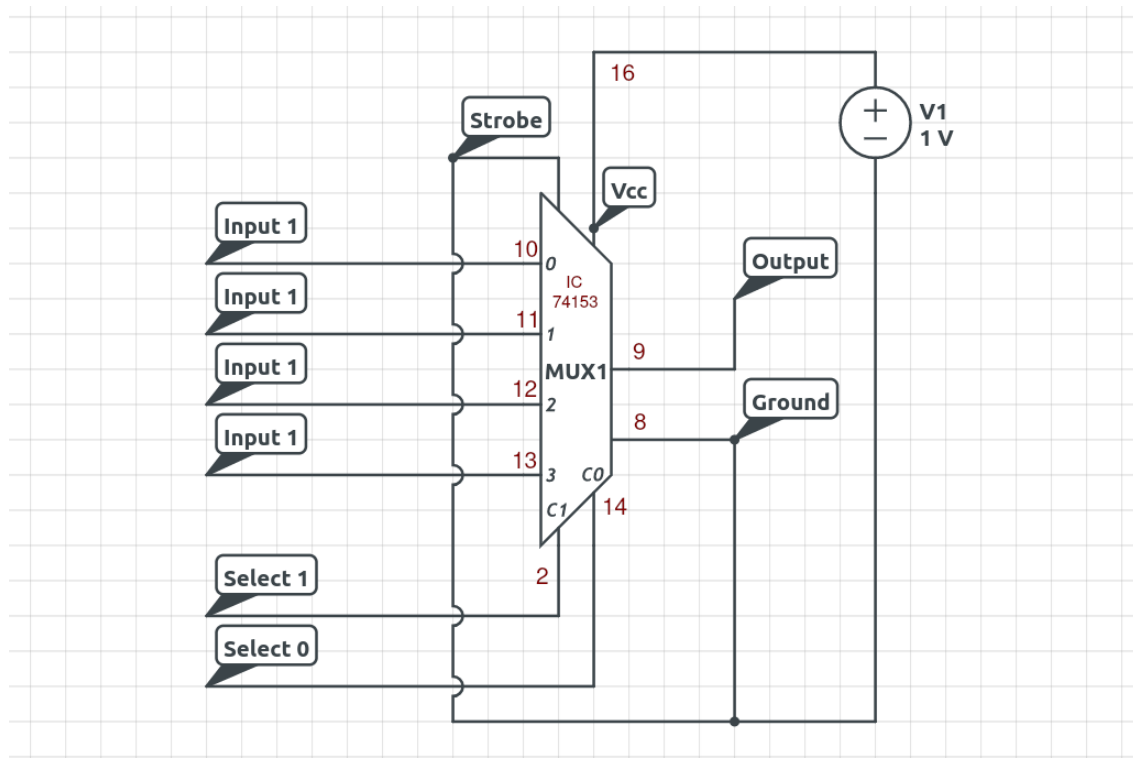 16
V1
1 V
Strobe
Vcc
Input 1
10
0
IC
74153
Output
Input 1
11
1
9
MUX1
Input 1
12
2
8
Ground
Input 1
13
3
C0
14
C1
Select 1
2
Select 0